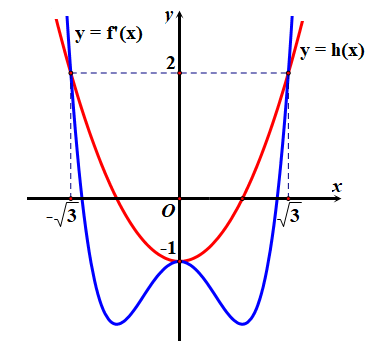 y
y = f'(x)
y = h(x)
2
x
-√3
O
√3
-1